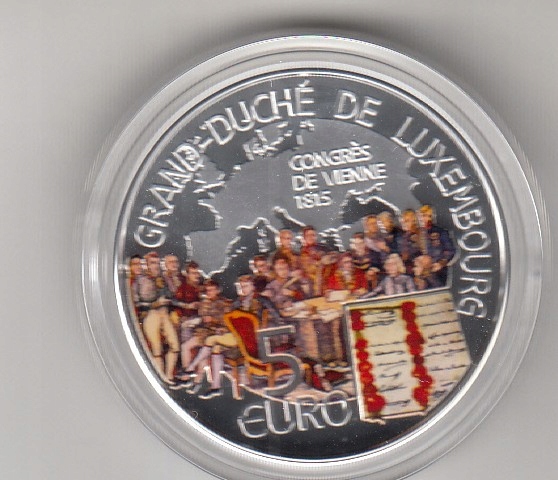 GRAND-DUCHÉ DE LUXEMBOURG
CONGRÈS
DE VIENNE
1815
5
EURO